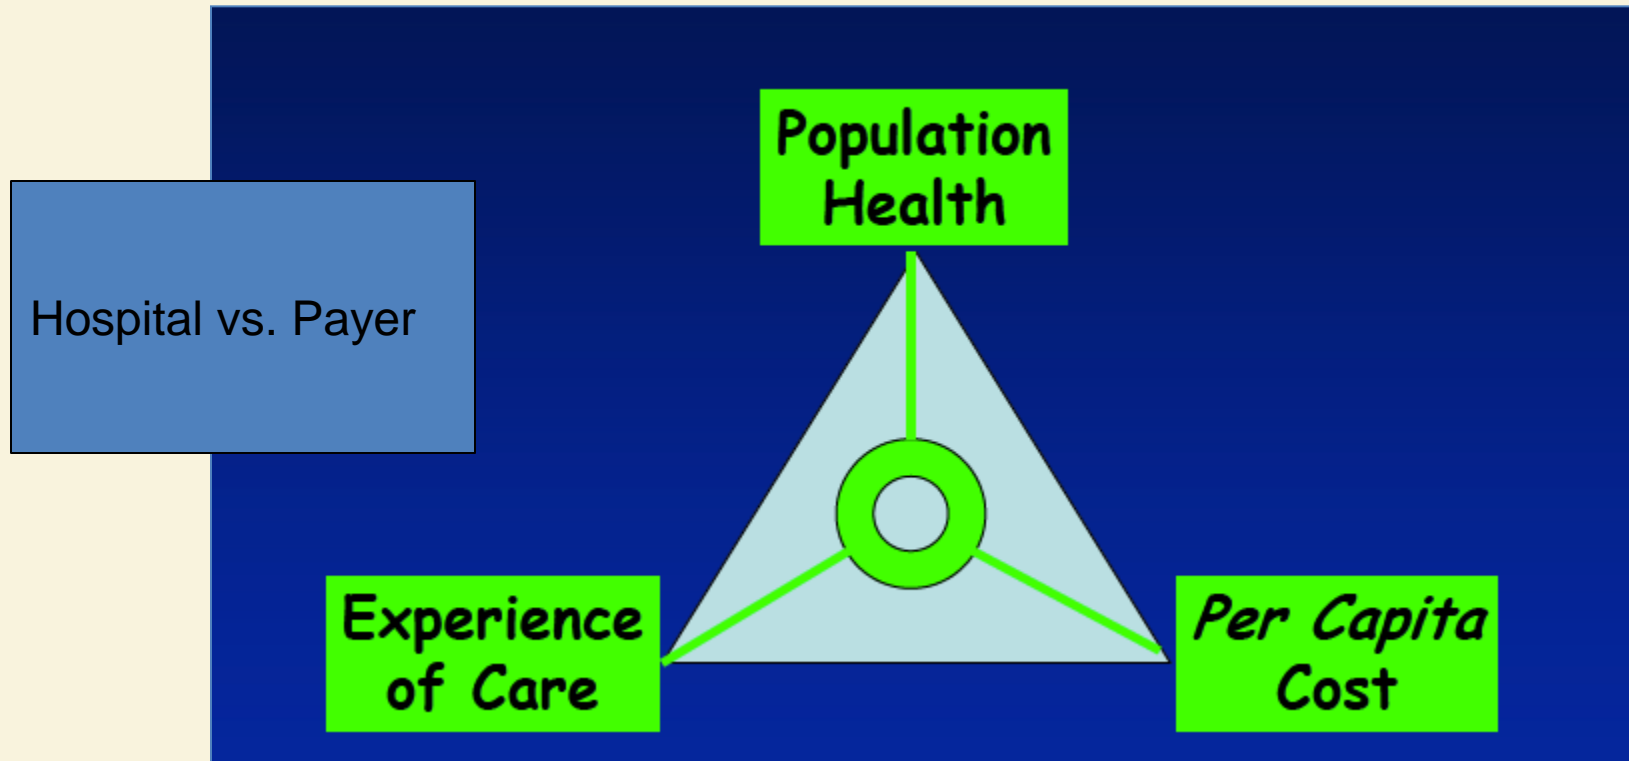 Population
Health
Hospital vs. Payer
Experience
of Care
Per Capita
Cost